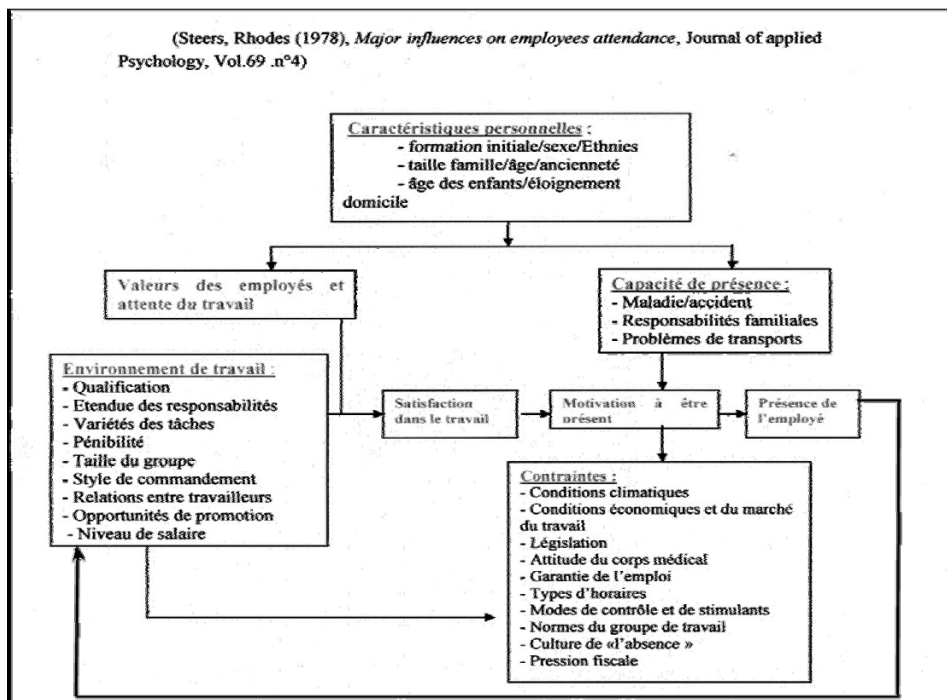 (Steers, Rhodes (1978), Major influences on employees attendance, Journal of applied
Psychology, Vol.69 .n°4)
Caractéristiques personnelles :
- formation initiale/sexe/Ethnies
- taille famille/âge/ancienneté
- âge des enfants/éloignement
domicile
Valeurs des employés et
attente du travail
Capacité de présence :
- Maladie/accident
- Responsabilités familiales
- Problèmes de transports
Environnement de travail :
- Qualification
- Etendue des responsabilités
- Variétés des tâches
- Pénibilité
- Taille du groupe
- Style de commandement
- Relations entre travailleurs
- Opportunités de promotion
- Niveau de salaire
Satisfaction
dans le travail
Motivation à être
présent
Présence de
l'employé
Contraintes :
- Conditions climatiques
- Conditions économiques et du marché
du travail
- Législation
- Attitude du corps médical
- Garantie de l'emploi
- Types d'horaires
- Modes de contrôle et de stimulants
- Normes du groupe de travail
- Culture de «l'absence »
- Pression fiscale